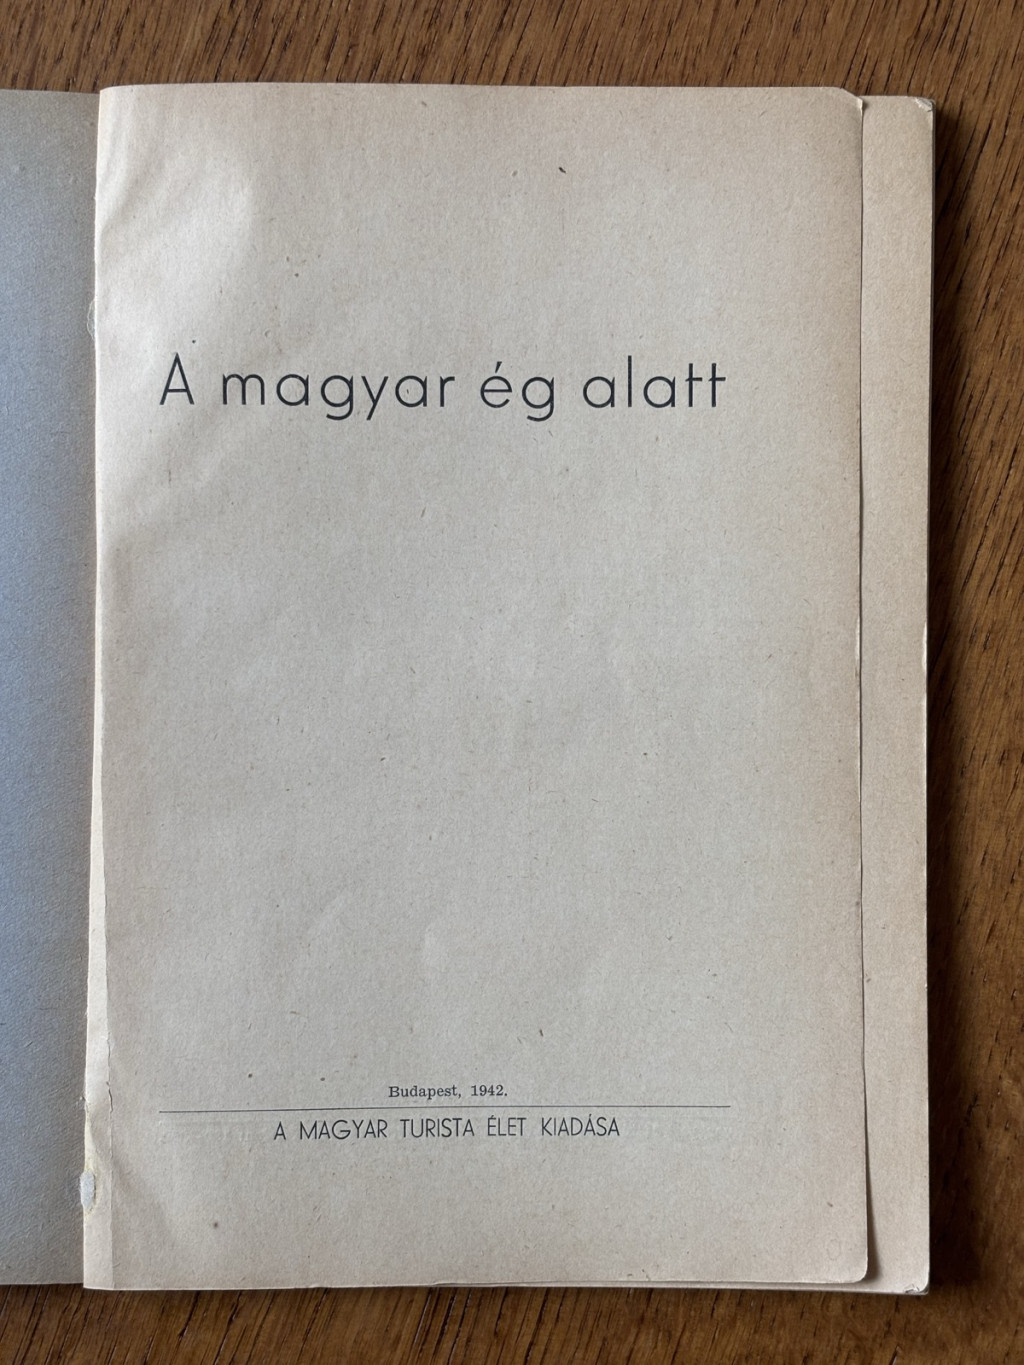 A magyar ég alatt
Budapest, 1942.
A MAGYAR TURISTA ÉLET KIADÁSA